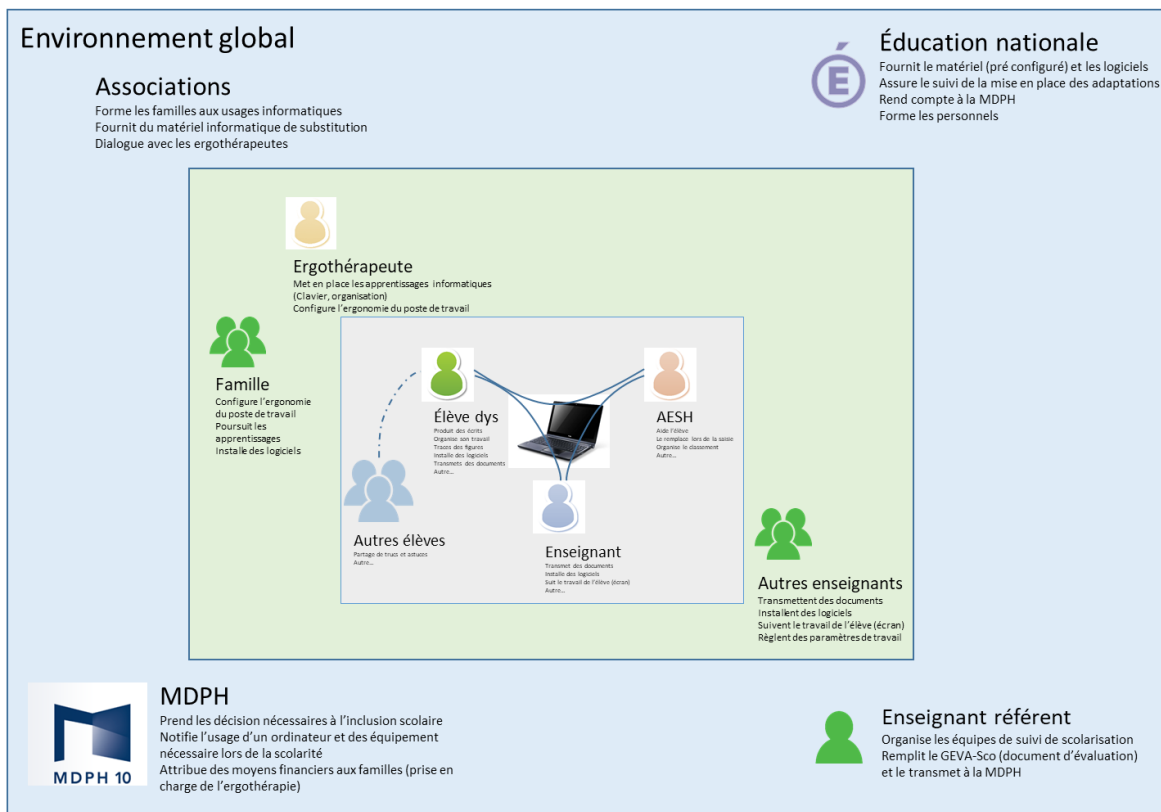 Environnement global
Associations
Forme les familles aux usages informatiques
Fournit du matériel informatique de substitution
Dialogue avec les ergothérapeutes
Éducation nationale
Fournit le matériel (pré configuré) et les logiciels
Assure le suivi de la mise en place des adaptations
Rend compte à la MDPH
Forme les personnels
Ergothérapeute
Met en place les apprentissages informatiques
(Clavier, organisation)
Configure l'ergonomie du poste de travail
Famille
Configure l'ergonomie
du poste de travail
Poursuit les
apprentissages
Installe des logiciels
Élève dys
Produit des écrits
Organise son travail
Traces des figures
Installe des logiciels
Transmets des documents
Autre...
AESH
Aide l'élève
Le remplace lors de la saisie
Organise le classement
Autre...
Autres élèves
Partage de trucs et astuces
Autre...
Enseignant
Transmet des documents
Installe des logiciels
Suit le travail de l'élève (écran)
Autre...
Autres enseignants
Transmettent des documents
Installent des logiciels
Suivent le travail de l'élève (écran)
Règlent des paramètres de travail
MDPH 10
MDPH
Prend les décision nécessaires à l'inclusion scolaire
Notifie l'usage d'un ordinateur et des équipement
nécessaire lors de la scolarité
Attribue des moyens financiers aux familles (prise en
charge de l'ergothérapie)
Enseignant référent
Organise les équipes de suivi de scolarisation
Remplit le GEVA-Sco (document d'évaluation)
et le transmet à la MDPH